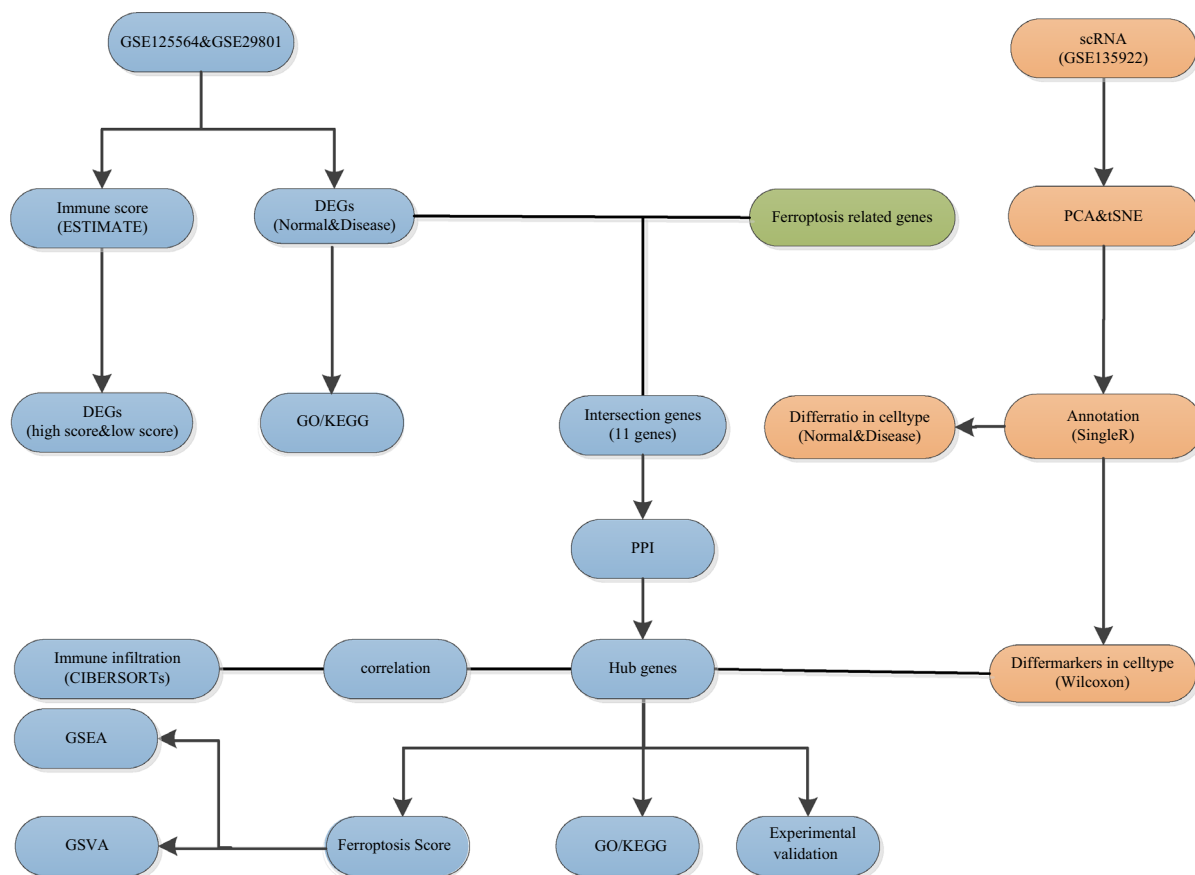 GSE125564&GSE29801
scRNA
(GSE135922)
Immune score
(ESTIMATE)
DEGs
(Normal&Disease)
Ferroptosis related genes
PCA&tSNE
DEGs
(high score&low score)
GO/KEGG
Intersection genes
(11 genes)
Differratio in celltype
(Normal&Disease)
Annotation
(SingleR)
PPI
Immune infiltration
(CIBERSORTs)
correlation
Hub genes
Differmarkers in celltype
(Wilcoxon)
GSEA
GSVA
Ferroptosis Score
GO/KEGG
Experimental
validation